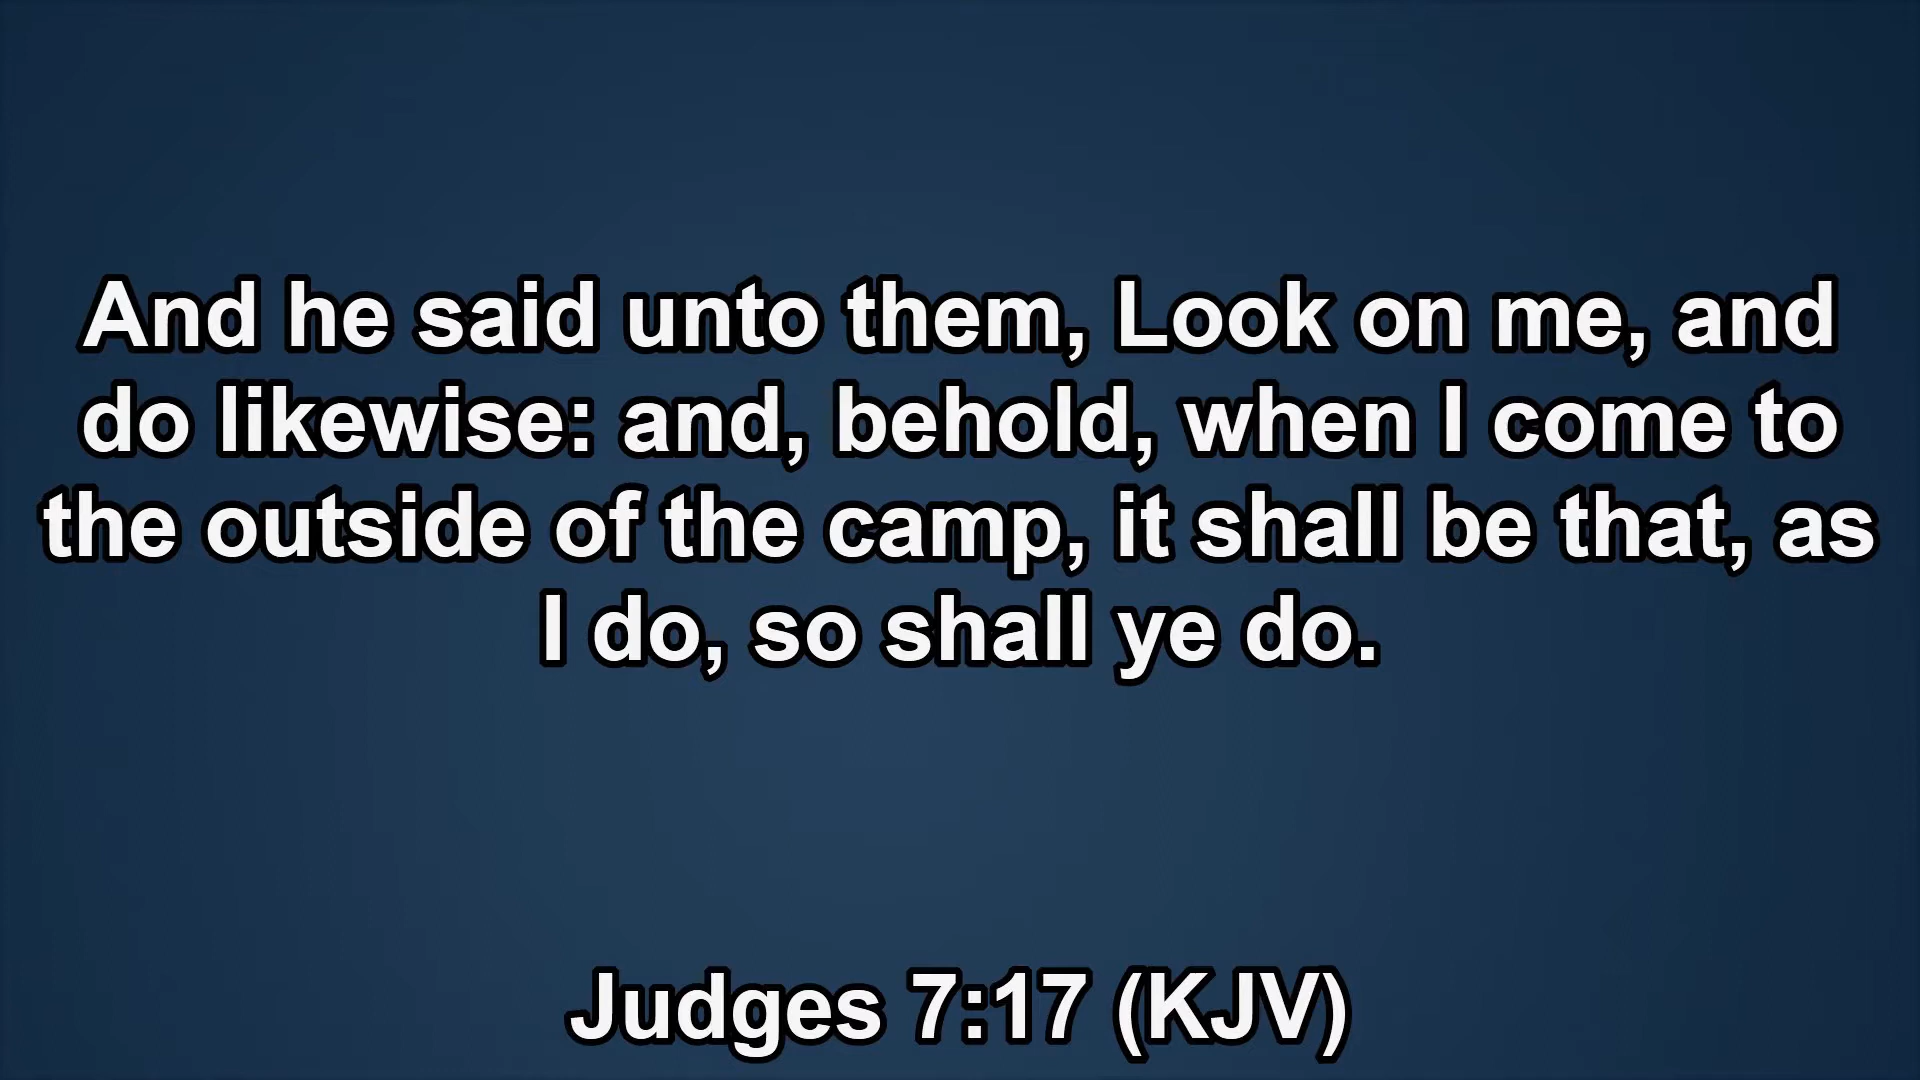 And he said unto them, Look on me, and
do likewise: and, behold, when I come to
the outside of the camp, it shall be that, as
I do, so shall ye do.
Judges 7:17 (KJV)